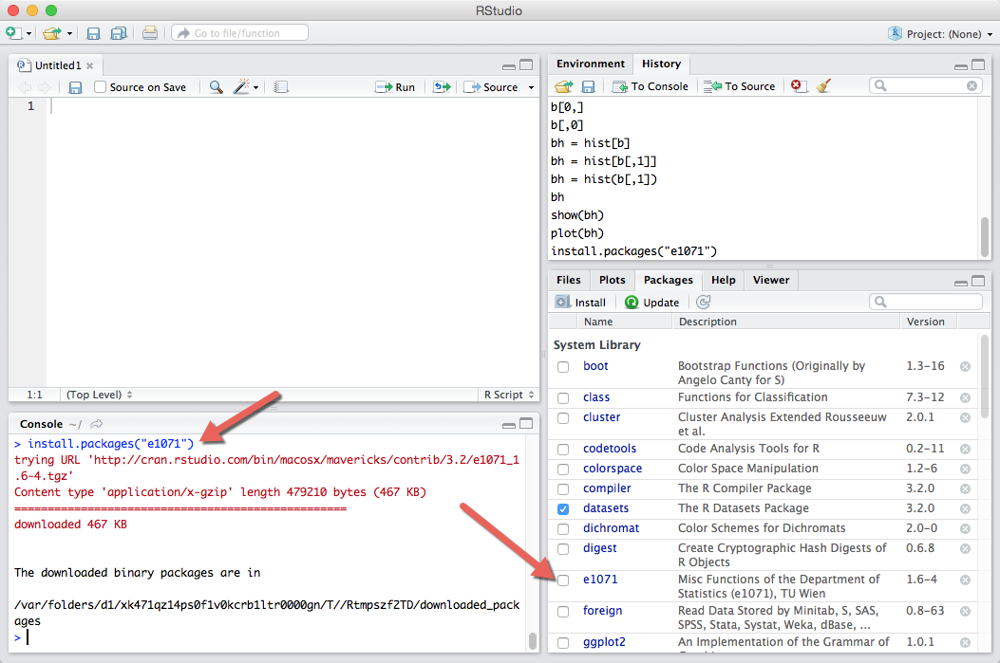 RStudio
Go to file/function
Project: (None)
Untitled1
Source on Save
Run
Source
1
1:1
(Top Level)
R Script
Console ~/
> install.packages("e1071")
trying URL 'http://cran.rstudio.com/bin/macosx/mavericks/contrib/3.2/e1071_1
.6-4.tgz'
Content type 'application/x-gzip' length 479210 bytes (467 KB)
==================================================
downloaded 467 KB
The downloaded binary packages are in
/var/folders/d1/xk471qz14ps0f1v0kcrb1ltr0000gn/T//Rtmpszf2TD/downloaded_pack
ages
>
Environment History
To Console To Source
b[0,]
b[,0]
bh = hist[b]
bh = hist[b[,1]]
bh = hist(b[,1])
bh
show(bh)
plot(bh)
install.packages("e1071")
Files Plots Packages Help Viewer
Install Update
Name Description Version
System Library
boot Bootstrap Functions (Originally by 1.3-16
Angelo Canty for S)
class Functions for Classification 7.3-12
cluster Cluster Analysis Extended Rousseeuw 2.0.1
et al.
codetools Code Analysis Tools for R 0.2-11
colorspace Color Space Manipulation 1.2-6
compiler The R Compiler Package 3.2.0
datasets The R Datasets Package 3.2.0
dichromat Color Schemes for Dichromats 2.0-0
digest Create Cryptographic Hash Digests of 0.6.8
R Objects
e1071 Misc Functions of the Department of 1.6-4
Statistics (e1071), TU Wien
foreign Read Data Stored by Minitab, S, SAS, 0.8-63
SPSS, Stata, Systat, Weka, dBase, ...
ggplot2 An Implementation of the Grammar of 1.0.1